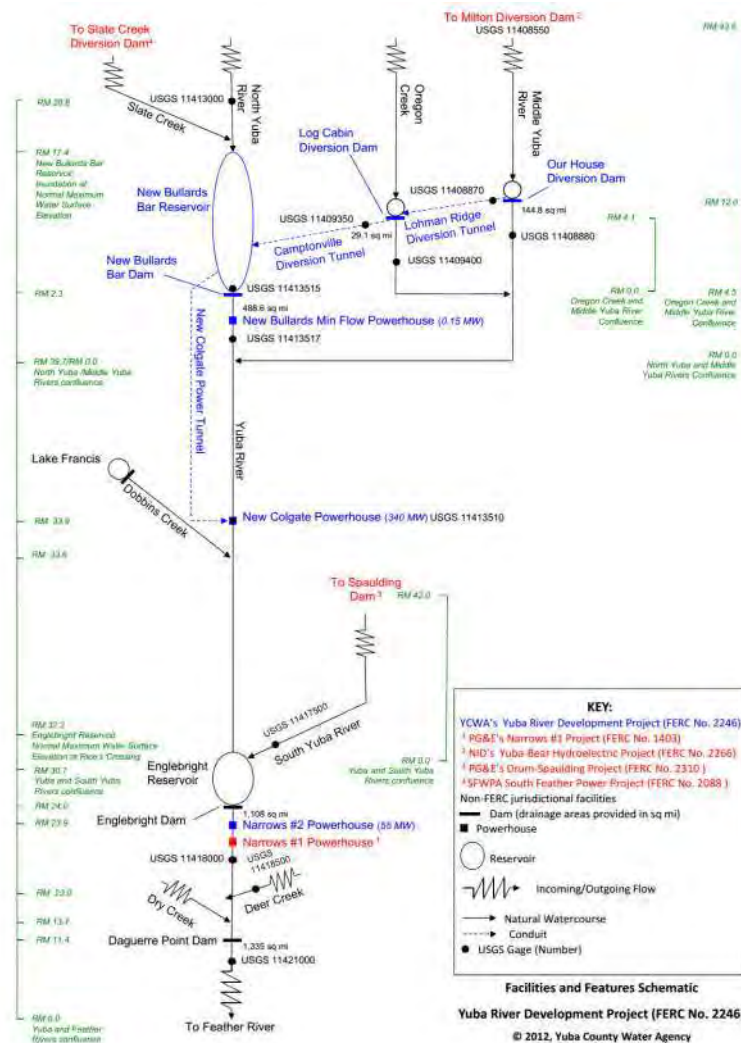 To Slate Creek
Diversion Dam4
To Milton Diversion Dam 2
USGS 11408550
RM 43.6
USGS 11413000
North Yuba
River
Oregon
Creek
Middle Yuba
River
RM 28.8
Slate Creek
Log Cabin
Diversion Dam
RM 17.4
New Bullards Bar
Reservoir
Inundation at
Normal Maximum
Water Surface
Elevation
New Bullards
Bar Reservoir
USGS 11408870
Our House
Diversion Dam
USGS 11409350
29.1 sq mi
Lohman Ridge
Diversion Tunnel
144.8 sq mi
RM 12.0
RM 4.1
Camptonville
Diversion Tunnel
USGS 11408880
USGS 11409400
New Bullards
Bar Dam
USGS 11413515
RM 2.3
488.6 sq mi
RM 0.0
Oregon Creek and
Middle Yuba River
Confluence
RM 4.5
Oregon Creek and
Middle Yuba River
Confluence
New Bullards Min Flow Powerhouse (0.15 MW)
USGS 11413517
New Colgate Power Tunnel
RM 39.7/RM 0.0
North Yuba /Middle Yuba
Rivers confluence
RM 0.0
North Yuba and Middle
Yuba Rivers Confluence
Yuba River
Lake Francis
Dobbins Creek
RM 33.9
New Colgate Powerhouse (340 MW) USGS 11413510
RM 33.6
To Spaulding
Dam 3
RM 42.0
USGS 11417500
South Yuba River
RM 32.2
Englebright Reservoir
Normal Maximum Water Surface
Elevation at Rice's Crossing
Englebright
Reservoir
RM 0.0
Yuba and South Yuba
Rivers confluence
RM 30.7
Yuba and South Yuba
Rivers confluence
RM 24.0
Englebright Dam
1,108 sq mi
RM 23.9
Narrows #2 Powerhouse (55 MW)
Narrows #1 Powerhouse 1
USGS 11418000
USGS
11418500
Deer Creek
Dry Creek
Daguerre Point Dam
RM 11.4
1,335 sq mi
USGS 11421000
RM 0.0
Yuba and Feather
Rivers confluence
To Feather River
KEY:
YCWA's Yuba River Development Project (FERC No. 2246)
1 PG&E's Narrows #1 Project (FERC No. 1403)
2 NID's Yuba-Bear Hydroelectric Project (FERC No. 2266)
3 PG&E's Drum-Spaulding Project (FERC No. 2310 )
4 SFWPA South Feather Power Project (FERC No. 2088 )
Non-FERC jurisdictional facilities
Dam (drainage areas provided in sq mi)
Powerhouse
Reservoir
Incoming/Outgoing Flow
Natural Watercourse
Conduit
USGS Gage (Number)
Facilities and Features Schematic
Yuba River Development Project (FERC No. 2246
© 2012, Yuba County Water Agency